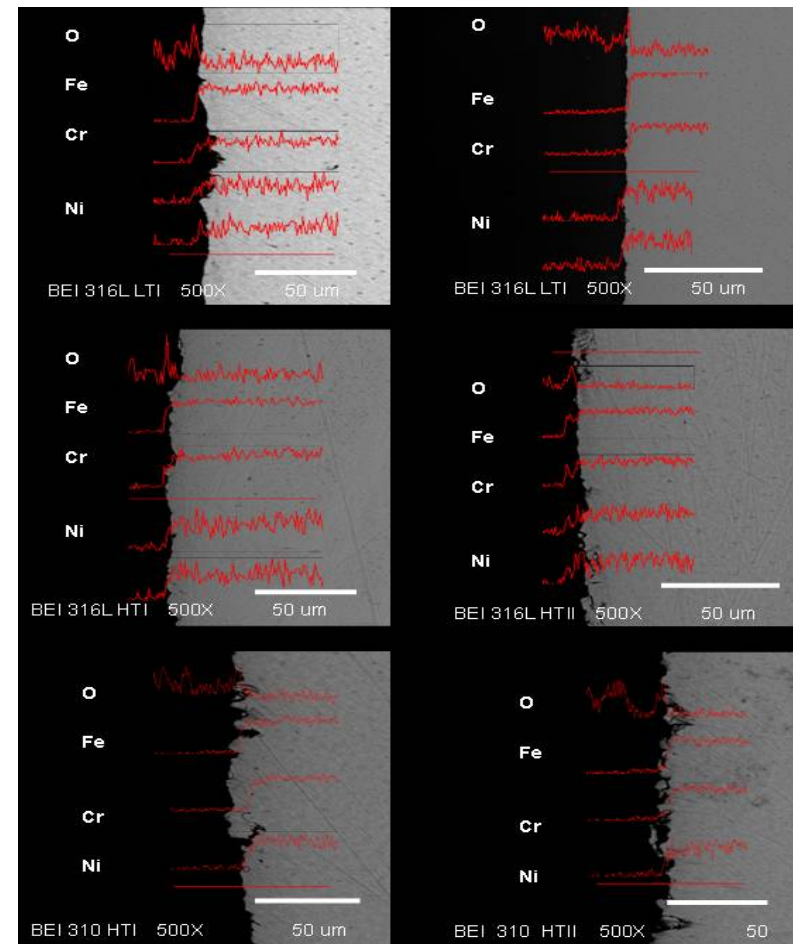 O
Fe
Cr
Ni
BEI 316L LTI 500X 50 um
O
Fe
Cr
Ni
BEI 316L LTI 500X 50 um
O
Fe
Cr
Ni
BEI 316L HTI 500X 50 um
O
Fe
Cr
Ni
BEI 316L HTII 500X 50 um
O
Fe
Cr
Ni
BEI 310 HTI 500X 50 um
O
Fe
Cr
Ni
BEI 310 HTII 500X 50